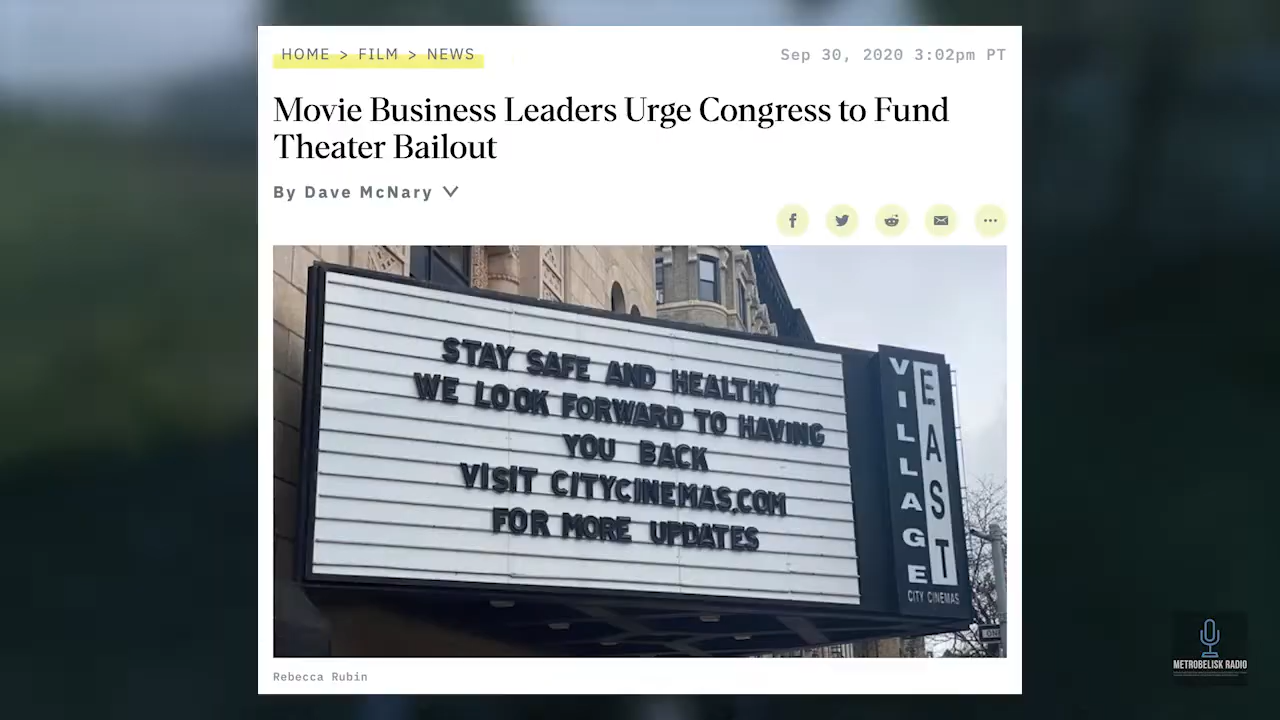 HOME > FILM > NEWS
Sep 30, 2020 3:02pm PT
Movie Business Leaders Urge Congress to Fund
Theater Bailout
By Dave McNary
STAY SAFE AND HEALTHY
WE LOOK FORWARD TO HAVING
YOU BACK
VISIT CITYCINEMAS.COM
FOR MORE UPDATES
VILLAGE
EAST
CITY CINEMAS
ONE
Rebecca Rubin
METROBELISK RADIO